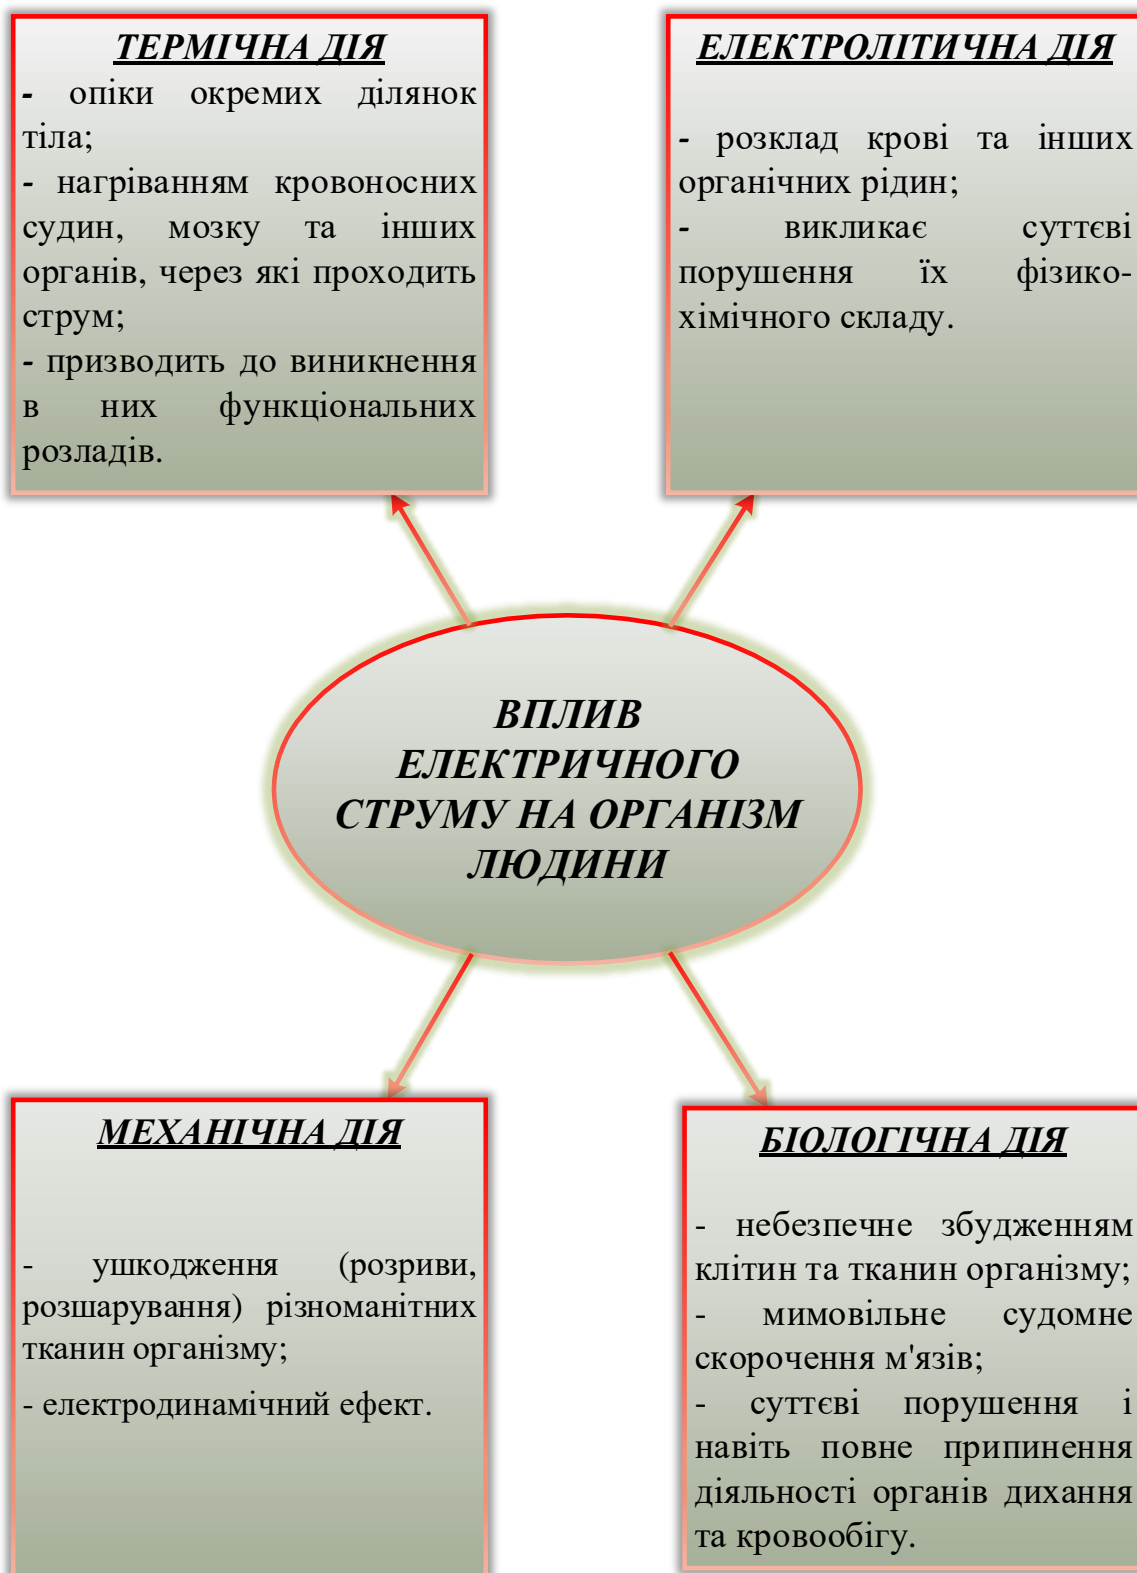 ТЕРМІЧНА ДІЯ
- опіки окремих ділянок
тіла;
- нагріванням кровоносних
судин, мозку та інших
органів, через які проходить
струм;
- призводить до виникнення
в них функціональних
розладів.
ЕЛЕКТРОЛІТИЧНА ДІЯ
- розклад крові та інших
органічних рідин;
- викликає суттєві
порушення їх фізико-
хімічного складу.
ВПЛИВ
ЕЛЕКТРИЧНОГО
СТРУМУ НА ОРГАНІЗМ
ЛЮДИНИ
МЕХАНІЧНА ДІЯ
- ушкодження (розриви,
розшарування) різноманітних
тканин організму;
- електродинамічний ефект.
БІОЛОГІЧНА ДІЯ
- небезпечне збудженням
клітин та тканин організму;
- мимовільне судомне
скорочення м'язів;
- суттєві порушення і
навіть повне припинення
діяльності органів дихання
та кровообігу.